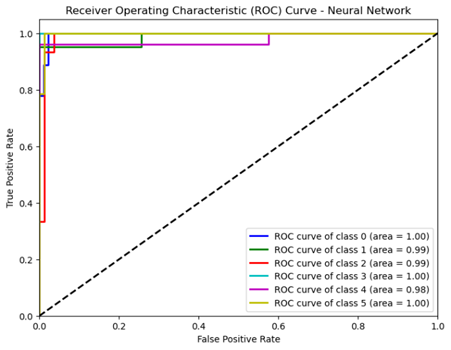 Receiver Operating Characteristic (ROC) Curve - Neural Network
True Positive Rate
1.0
0.8
0.6
0.4
0.2
0.0
ROC curve of class 0 (area = 1.00)
ROC curve of class 1 (area = 0.99)
ROC curve of class 2 (area = 0.99)
ROC curve of class 3 (area = 1.00)
ROC curve of class 4 (area = 0.98)
ROC curve of class 5 (area = 1.00)
0.0 0.2 0.4 0.6 0.8 1.0
False Positive Rate